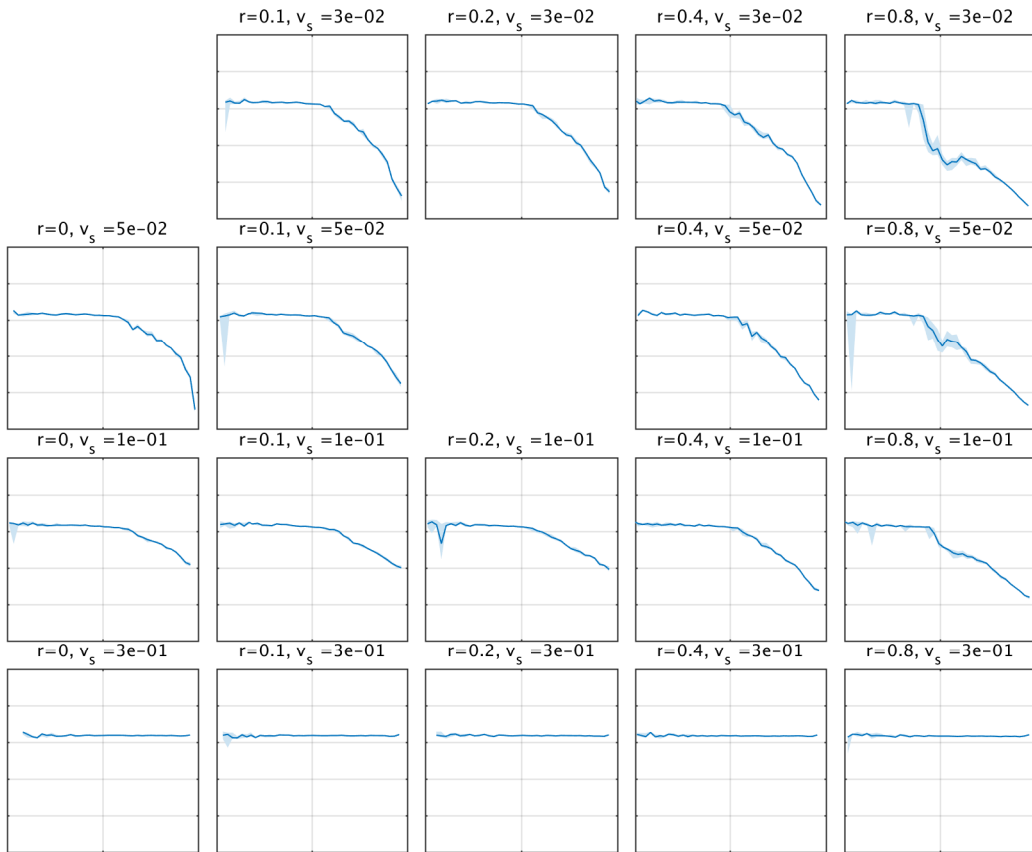 r=0.1, v_s =3e-02 r=0.2, v_s =3e-02 r=0.4, v_s =3e-02 r=0.8, v_s =3e-02
r=0, v_s =5e-02 r=0.1, v_s =5e-02 r=0.4, v_s =5e-02 r=0.8, v_s =5e-02
r=0, v_s =1e-01 r=0.1, v_s =1e-01 r=0.2, v_s =1e-01 r=0.4, v_s =1e-01 r=0.8, v_s =1e-01
r=0, v_s =3e-01 r=0.1, v_s =3e-01 r=0.2, v_s =3e-01 r=0.4, v_s =3e-01 r=0.8, v_s =3e-01